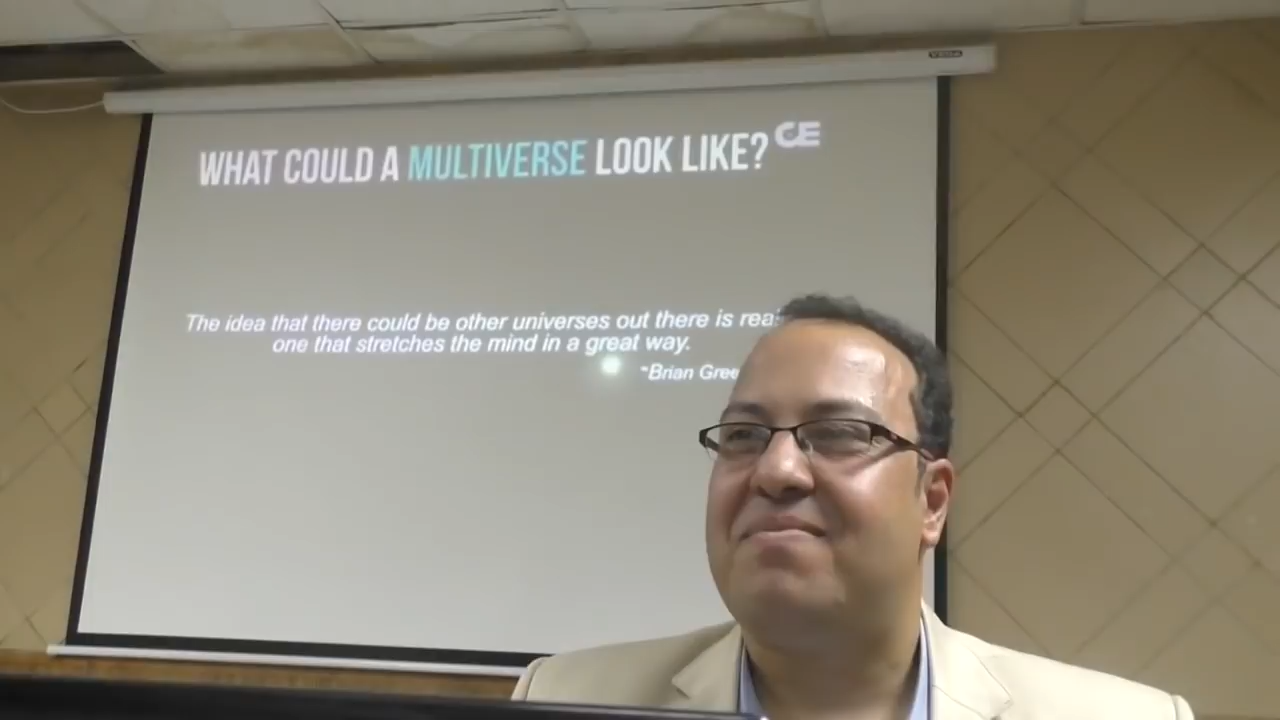 WHAT COULD A MULTIVERSE LOOK LIKE?
CE
The idea that there could be other universes out there is
one that stretches the mind in a great way.
~Brian